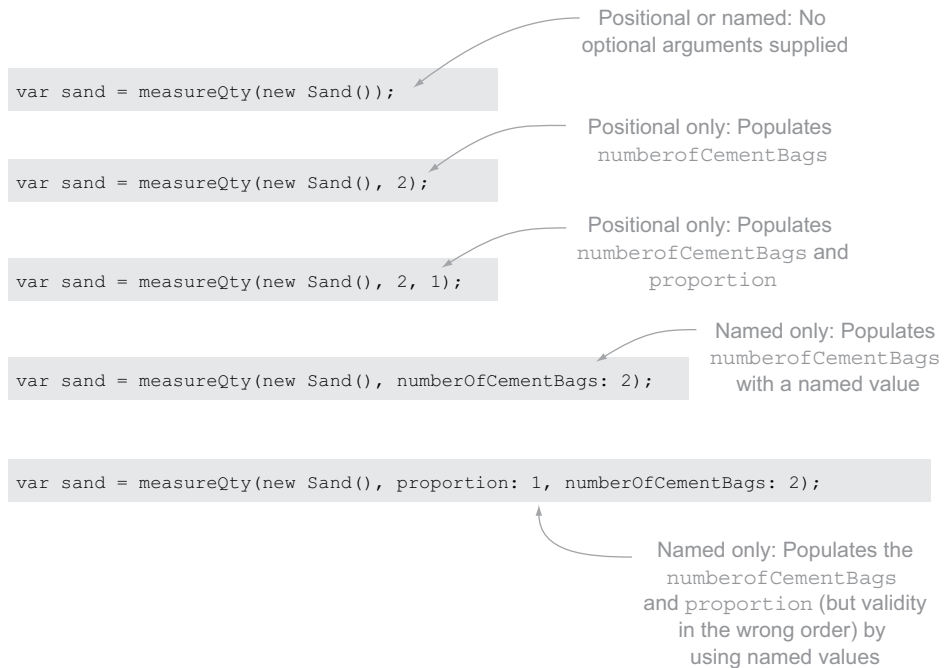 Positional or named: No
optional arguments supplied
var sand = measureQty(new Sand());
Positional only: Populates
numberofCementBags
var sand = measureQty(new Sand(), 2);
Positional only: Populates
numberofCementBags and
proportion
var sand = measureQty(new Sand(), 2, 1);
Named only: Populates
numberofCementBags
with a named value
var sand = measureQty(new Sand(), numberOfCementBags: 2);
var sand = measureQty(new Sand(), proportion: 1, numberOfCementBags: 2);
Named only: Populates the
numberofCementBags
and proportion (but validity
in the wrong order) by
using named values